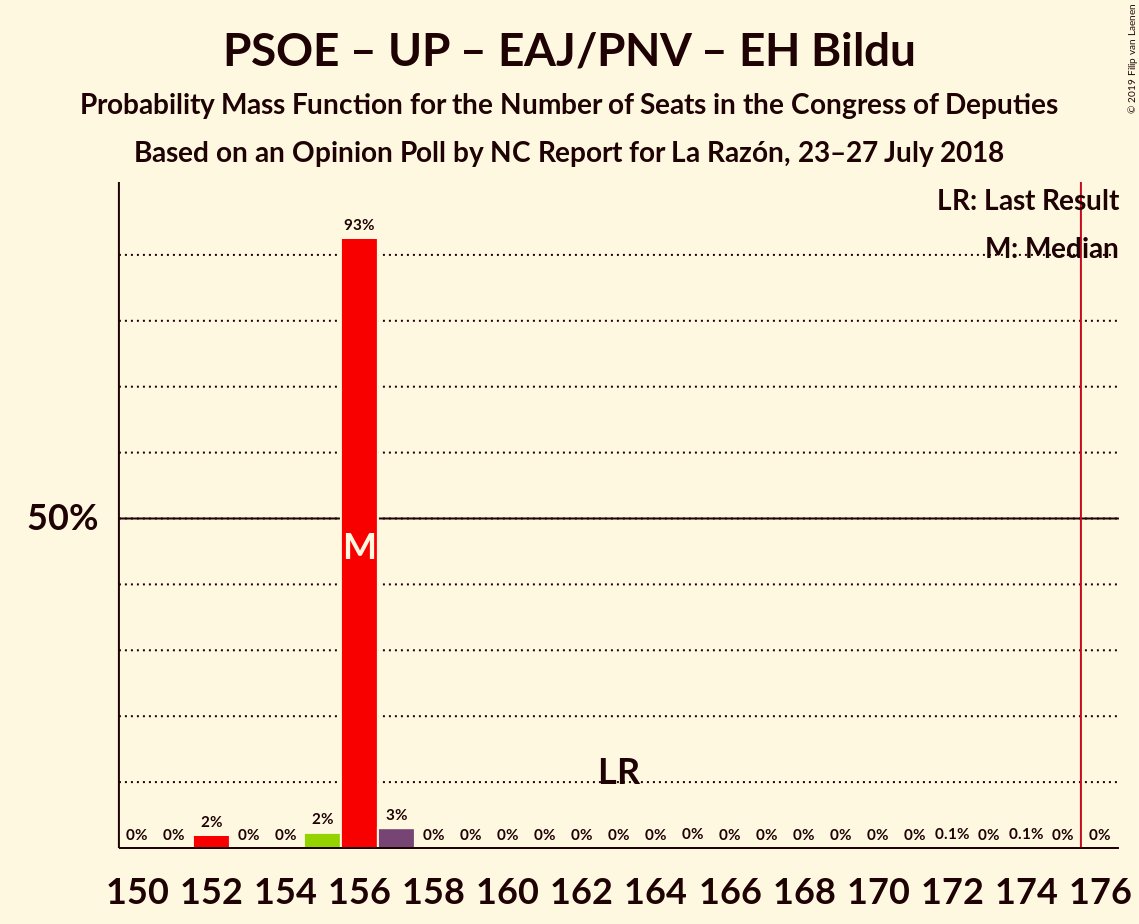 PSOE – UP – EAJ/PNV – EH Bildu
Probability Mass Function for the Number of Seats in the Congress of Deputies
Based on an Opinion Poll by NC Report for La Razón, 23–27 July 2018
© 2019 Filip van Laenen
LR: Last Result
M: Median
93%
50%
M
LR
0% 0% 2% 0% 0% 2% 3% 0% 0% 0% 0% 0% 0% 0% 0% 0% 0% 0% 0% 0% 0% 0.1% 0% 0.1% 0% 0%
150 152 154 156 158 160 162 164 166 168 170 172 174 176